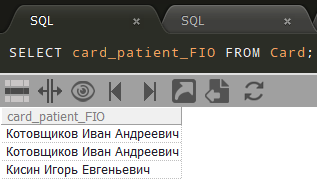 SQL
SQL
SELECT card_patient_FIO FROM Card;
card_patient_FIO
Котовщиков Иван Андреевич
Котовщиков Иван Андреевич
Кисин Игорь Евгеньевич